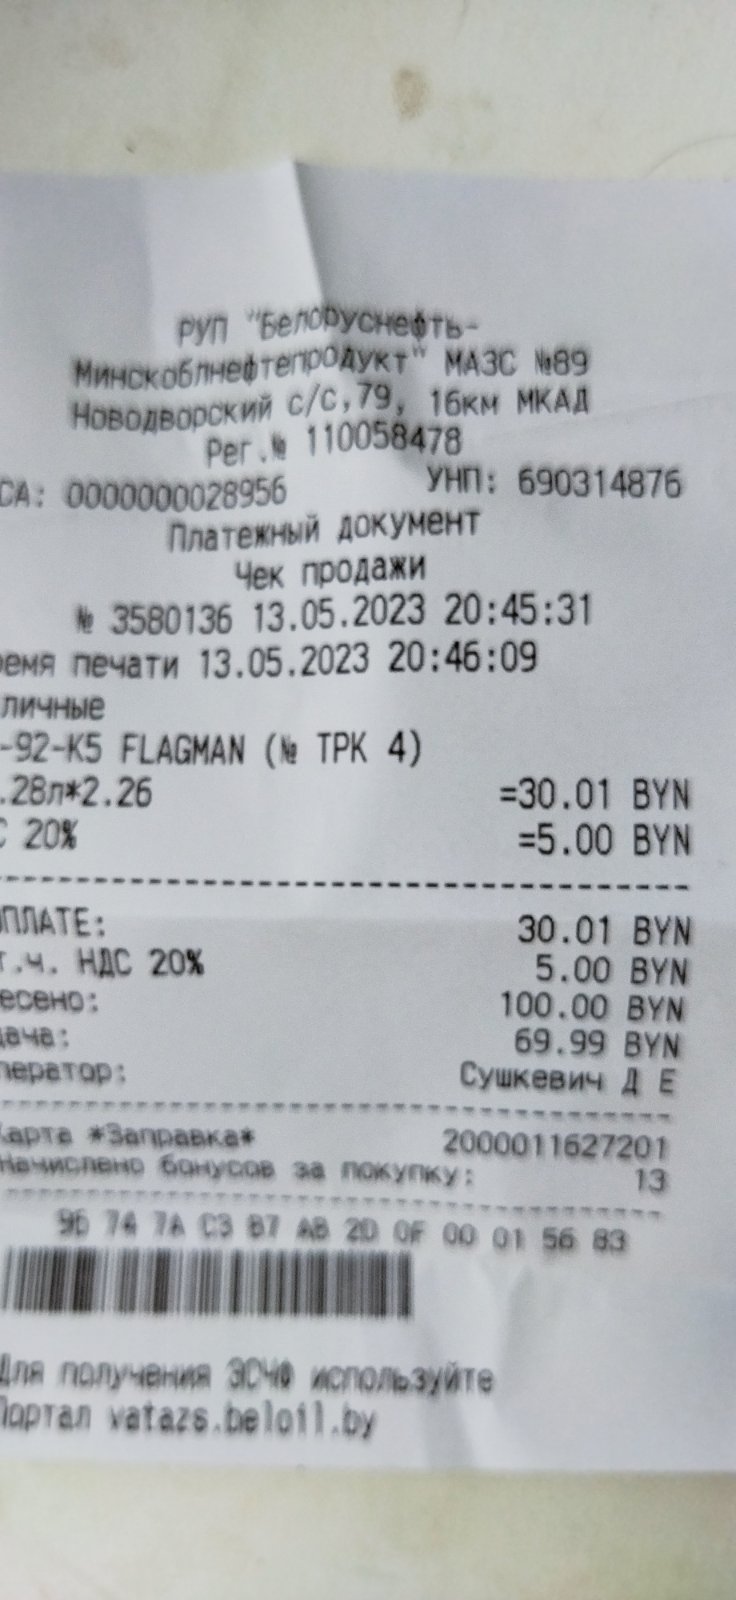 РУП "Белоруснефть-
Минскоблнефтепродукт" МАЗС №89
Новодворский с/с,79, 16км МКАД
Рег.№ 110058478
СА: 0000000028956 УНП: 690314876
Платежный документ
Чек продажи
№ 3580136 13.05.2023 20:45:31
ремя печати 13.05.2023 20:46:09
личные
-92-К5 FLAGMAN (№ ТРК 4)
.28л*2.26 =30.01 BYN
С 20% =5.00 BYN
ПЛАТЕ: 30.01 BYN
т.ч. НДС 20% 5.00 BYN
есено: 100.00 BYN
дача: 69.99 BYN
ператор: Сушкевич Д Е
Карта *Заправка* 2000011627201
Начислено бонусов за покупку: 13
9б 74 7A C3 B7 AB 2D 0F 00 01 56 83
Для получения ЭСЧФ используйте
Портал vatazs.beloil.by